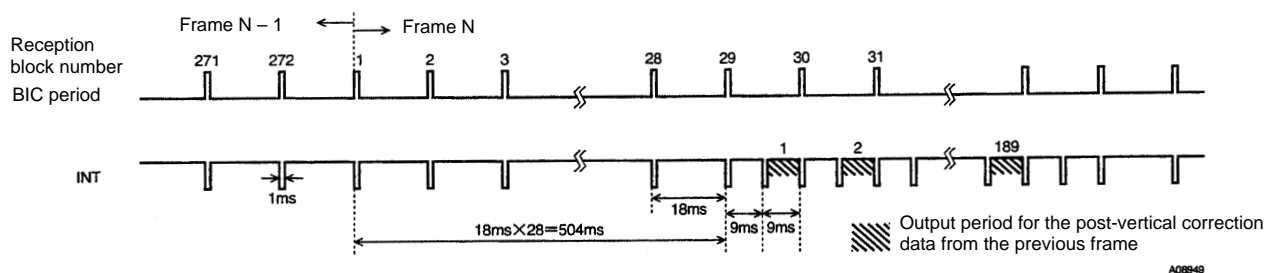 Frame N – 1
Frame N
Reception
block number
271 272 1 2 3 28 29 30 31
BIC period
1 2 189
INT
1ms
18ms
9ms 9ms
18ms×28=504ms
Output period for the post-vertical correction
data from the previous frame
A08949